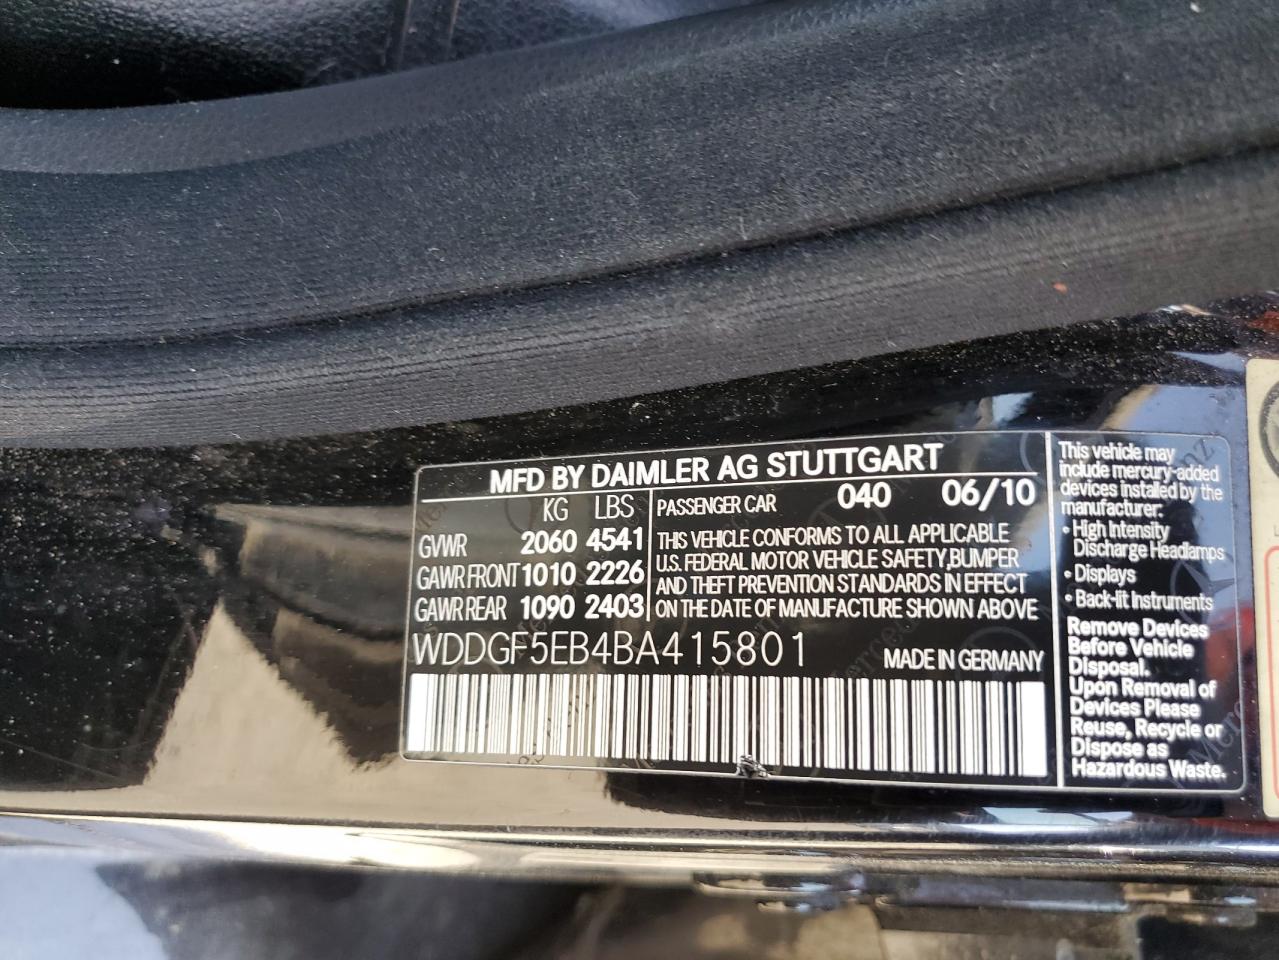 MFD BY DAIMLER AG STUTTGART
KG LBS
GVWR 2060 4541
GAWR FRONT 1010 2226
GAWR REAR 1090 2403
PASSENGER CAR 040 06/10
THIS VEHICLE CONFORMS TO ALL APPLICABLE
U.S. FEDERAL MOTOR VEHICLE SAFETY,BUMPER
AND THEFT PREVENTION STANDARDS IN EFFECT
ON THE DATE OF MANUFACTURE SHOWN ABOVE
WDDGF5EB4BA415801
MADE IN GERMANY
This vehicle may
include mercury-added
devices installed by the
manufacturer:
• High Intensity
Discharge Headlamps
• Displays
• Back-lit Instruments
Remove Devices
Before Vehicle
Disposal.
Upon Removal of
Devices Please
Reuse, Recycle or
Dispose as
Hazardous Waste.